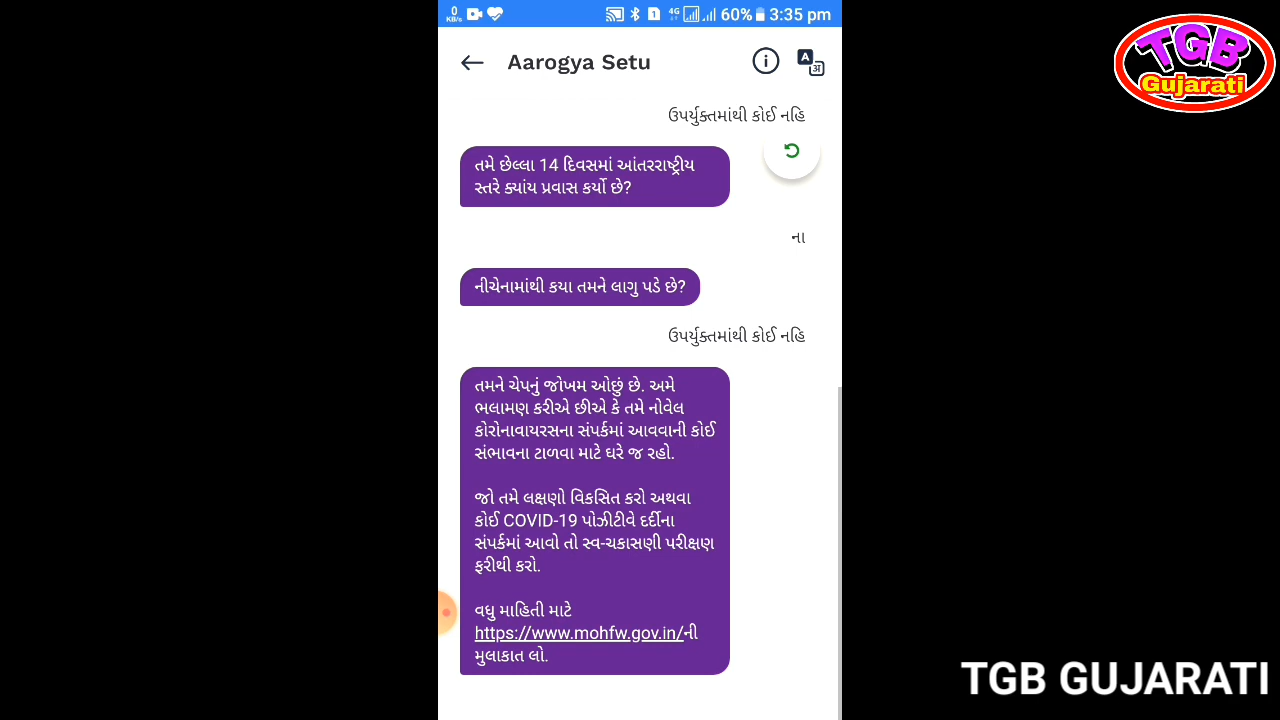 0
KB/s
1
4G
60%
3:35 pm
TGB
Gujarati
Aarogya Setu
A
अ
ઉપર્યુક્તમાંથી કોઈ નહિ
તમે છેલ્લા 14 દિવસમાં આંતરરાષ્ટ્રીય
સ્તરે ક્યાંય પ્રવાસ કર્યો છે?
ના
નીચેનામાંથી કયા તમને લાગુ પડે છે?
ઉપર્યુક્તમાંથી કોઈ નહિ
તમને ચેપનું જોખમ ઓછું છે. અમે
ભલામણ કરીએ છીએ કે તમે નોવેલ
કોરોનાવાયરસના સંપર્કમાં આવવાની કોઈ
સંભાવના ટાળવા માટે ઘરે જ રહો.
જો તમે લક્ષણો વિકસિત કરો અથવા
કોઈ COVID-19 પોઝીટીવે દર્દીના
સંપર્કમાં આવો તો સ્વ-ચકાસણી પરીક્ષણ
ફરીથી કરો.
વધુ માહિતી માટે
https://www.mohfw.gov.in/ની
મુલાકાત લો.
TGB GUJARATI